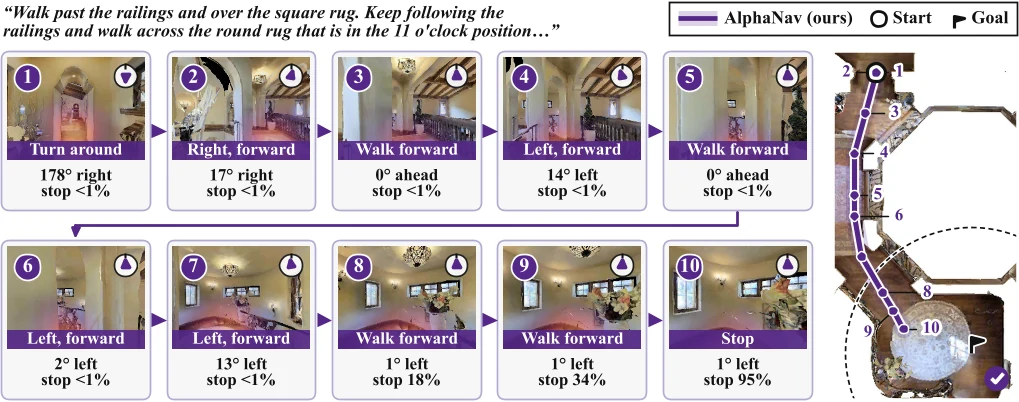 “Walk past the railings and over the square rug. Keep following the
railings and walk across the round rug that is in the 11 o'clock position…”
AlphaNav (ours) Start Goal
1
Turn around
178° right
stop <1%
2
Right, forward
17° right
stop <1%
3
Walk forward
0° ahead
stop <1%
4
Left, forward
14° left
stop <1%
5
Walk forward
0° ahead
stop <1%
6
Left, forward
2° left
stop <1%
7
Left, forward
13° left
stop <1%
8
Walk forward
1° left
stop 18%
9
Walk forward
1° left
stop 34%
10
Stop
1° left
stop 95%
2 1
3
4
5
6
8
9 10